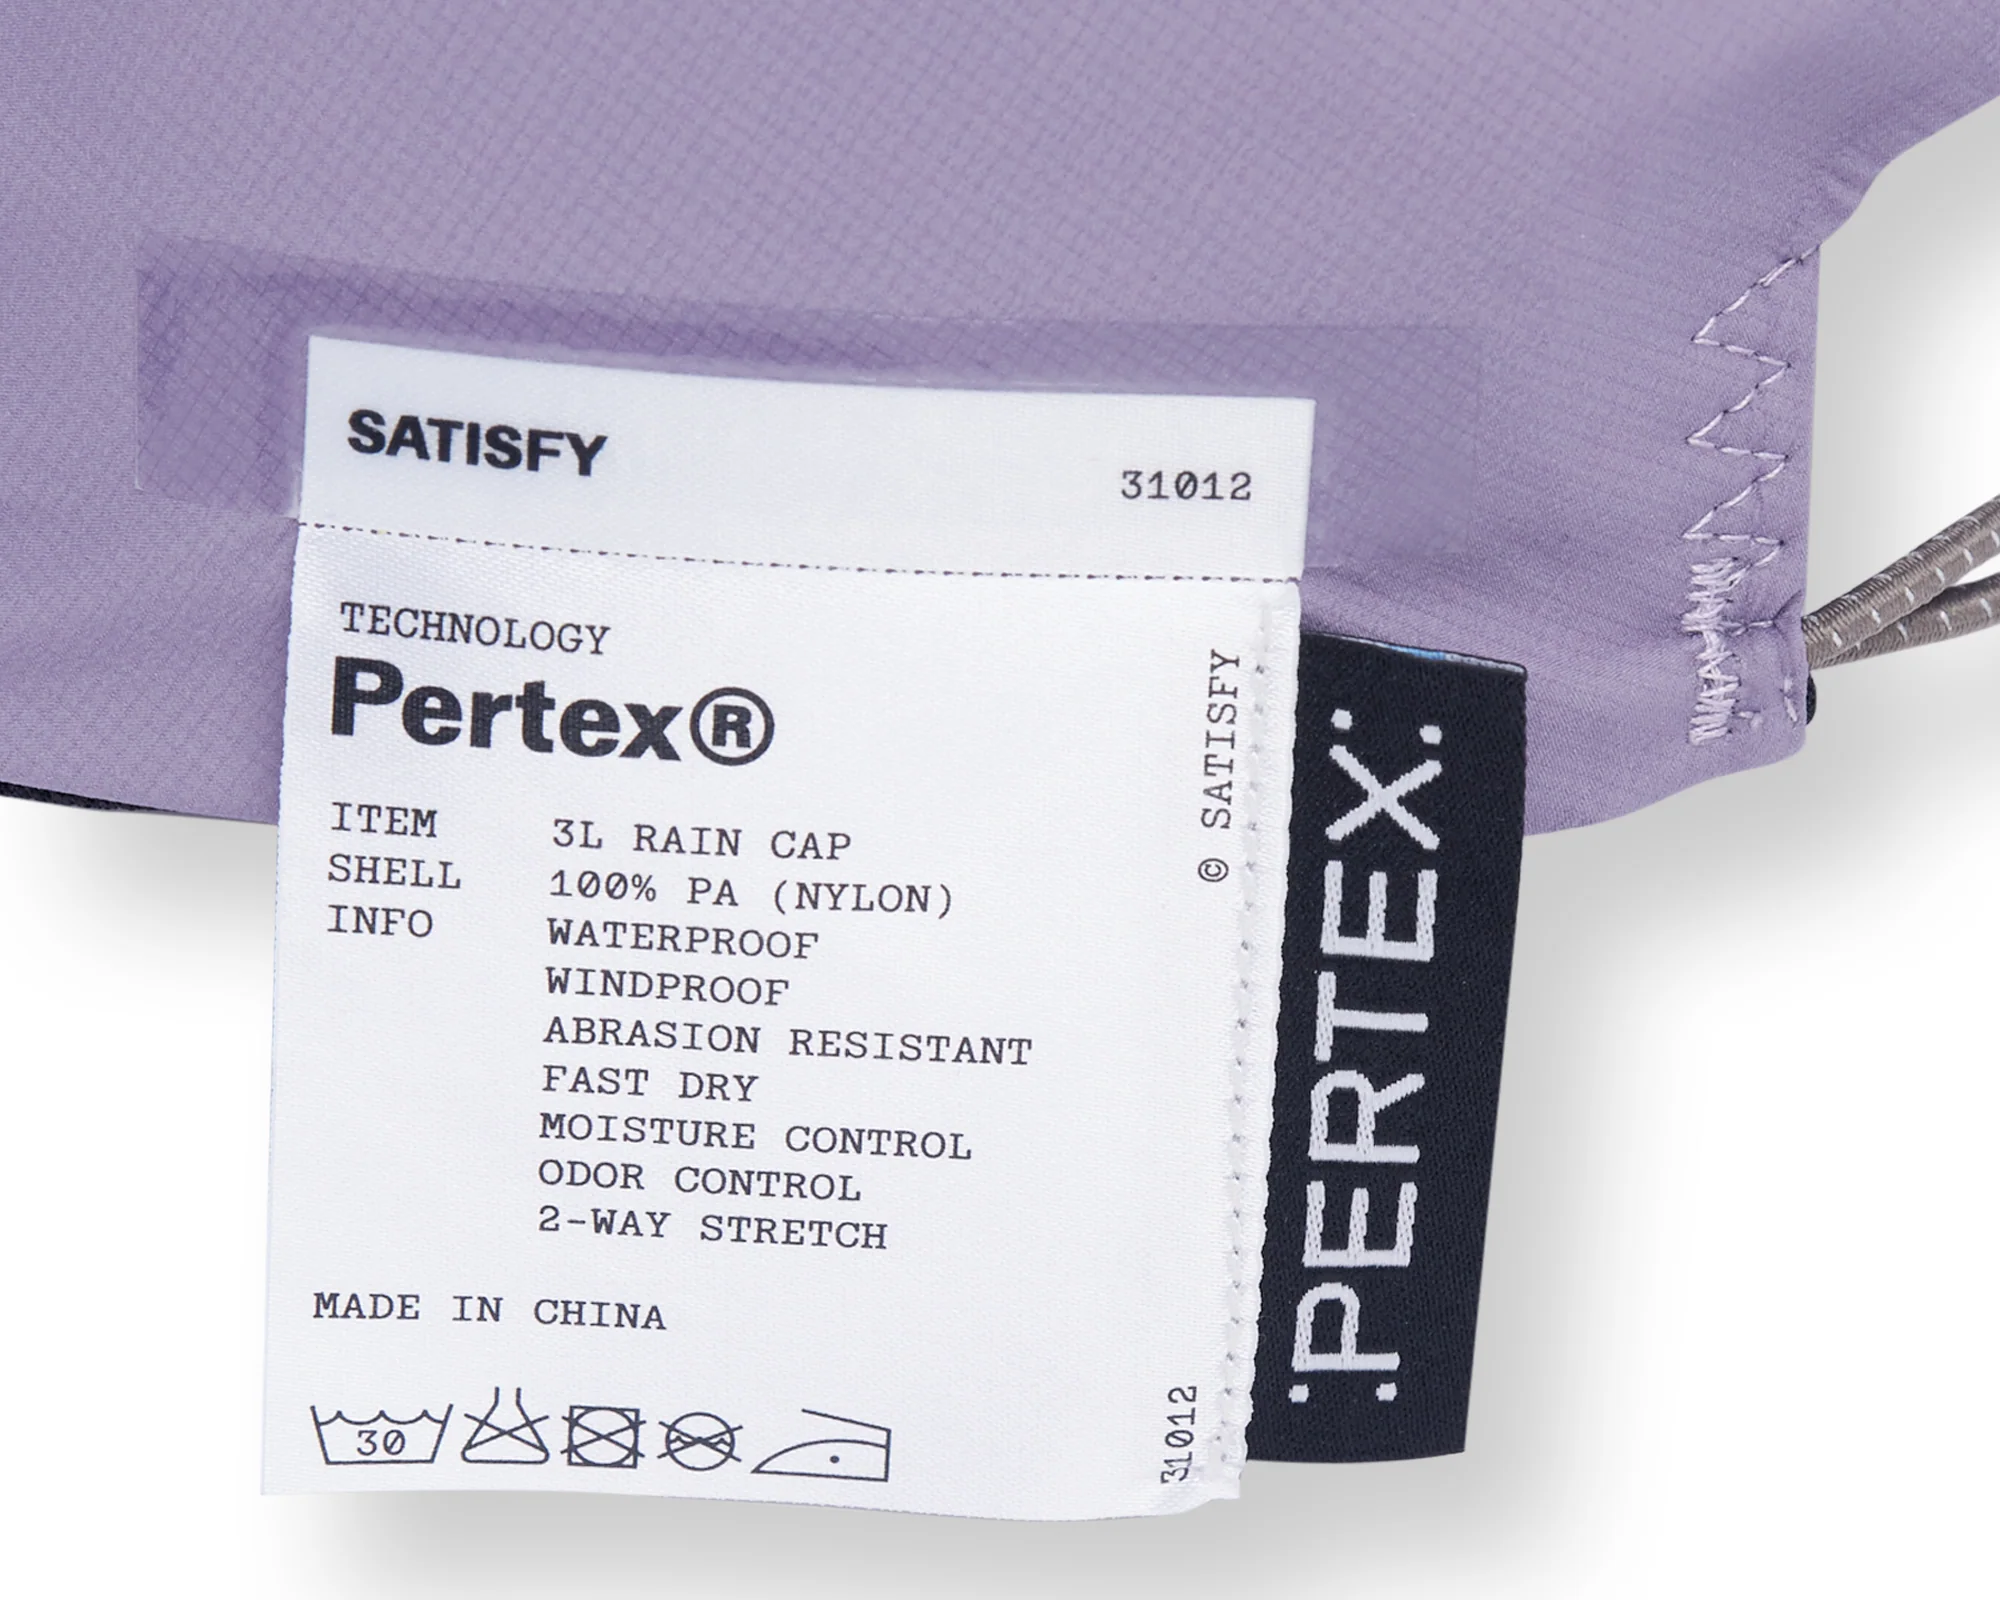 SATISFY
31012
TECHNOLOGY
Pertex®
ITEM 3L RAIN CAP
SHELL 100% PA (NYLON)
INFO WATERPROOF
WINDPROOF
ABRASION RESISTANT
FAST DRY
MOISTURE CONTROL
ODOR CONTROL
2-WAY STRETCH
MADE IN CHINA
30
© SATISFY
31012
:PERTEX: